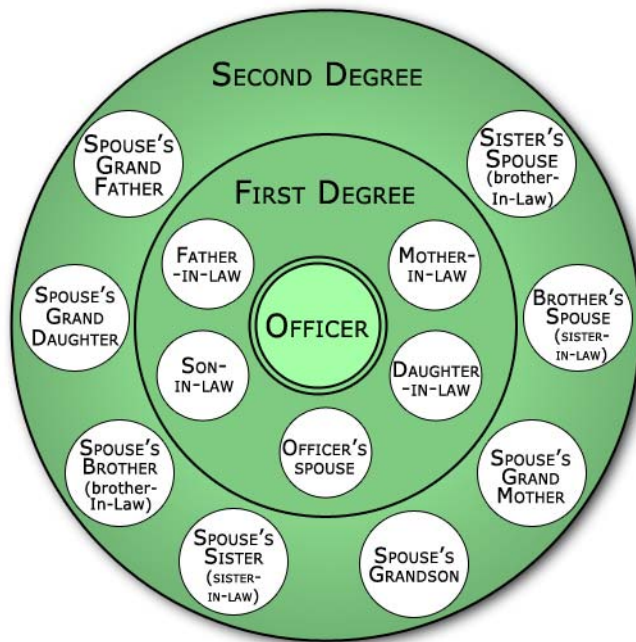 SECOND DEGREE
SPOUSE'S
GRAND
FATHER
SISTER'S
SPOUSE
(brother-
In-Law)
FIRST DEGREE
FATHER
-IN-LAW
MOTHER-
IN-LAW
SPOUSE'S
GRAND
DAUGHTER
OFFICER
BROTHER'S
SPOUSE
(SISTER-
IN-LAW)
SON-
IN-LAW
DAUGHTER
-IN-LAW
SPOUSE'S
BROTHER
(brother-
In-Law)
OFFICER'S
SPOUSE
SPOUSE'S
GRAND
MOTHER
SPOUSE'S
SISTER
(SISTER-
IN-LAW)
SPOUSE'S
GRANDSON